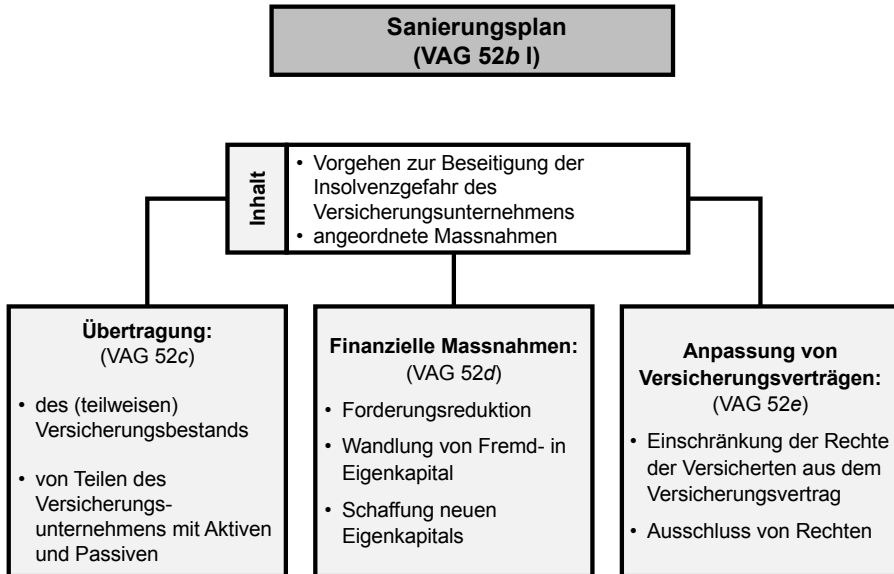 Sanierungsplan
(VAG 52b I)
Inhalt
• Vorgehen zur Beseitigung der
Insolvenzgefahr des
Versicherungsunternehmens
• angeordnete Massnahmen
Übertragung:
(VAG 52c)
• des (teilweisen)
Versicherungsbestands
• von Teilen des
Versicherungs-
unternehmens mit Aktiven
und Passiven
Finanzielle Massnahmen:
(VAG 52d)
• Forderungsreduktion
• Wandlung von Fremd- in
Eigenkapital
• Schaffung neuen
Eigenkapitals
Anpassung von
Versicherungsverträgen:
(VAG 52e)
• Einschränkung der Rechte
der Versicherten aus dem
Versicherungsvertrag
• Ausschluss von Rechten